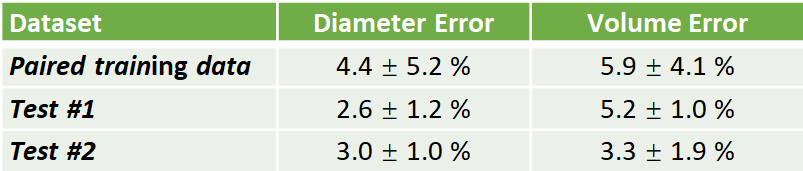 Dataset Diameter Error Volume Error
Paired training data 4.4 ± 5.2 % 5.9 ± 4.1 %
Test #1 2.6 ± 1.2 % 5.2 ± 1.0 %
Test #2 3.0 ± 1.0 % 3.3 ± 1.9 %